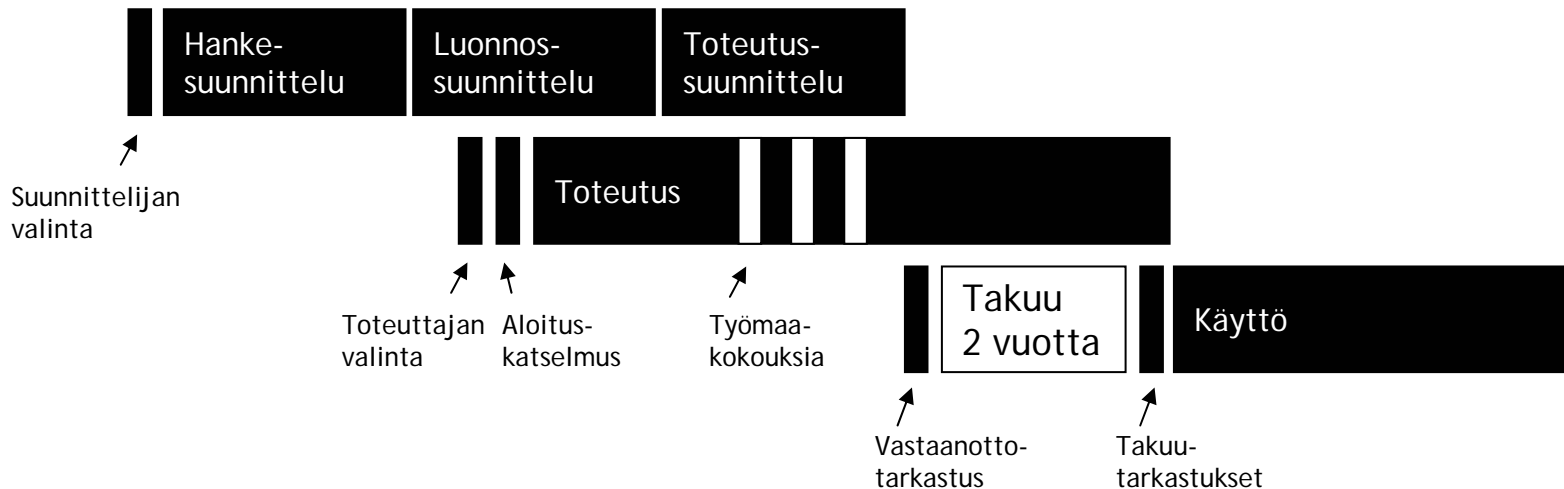 Hanke-
suunnittelu
Luonnos-
suunnittelu
Toteutus-
suunnittelu
Suunnittelijan
valinta
Toteutus
Toteuttajan
valinta
Aloitus-
katselmus
Työmaa-
kokouksia
Takuu
2 vuotta
Käyttö
Vastaanotto-
tarkastus
Takuu-
tarkastukset